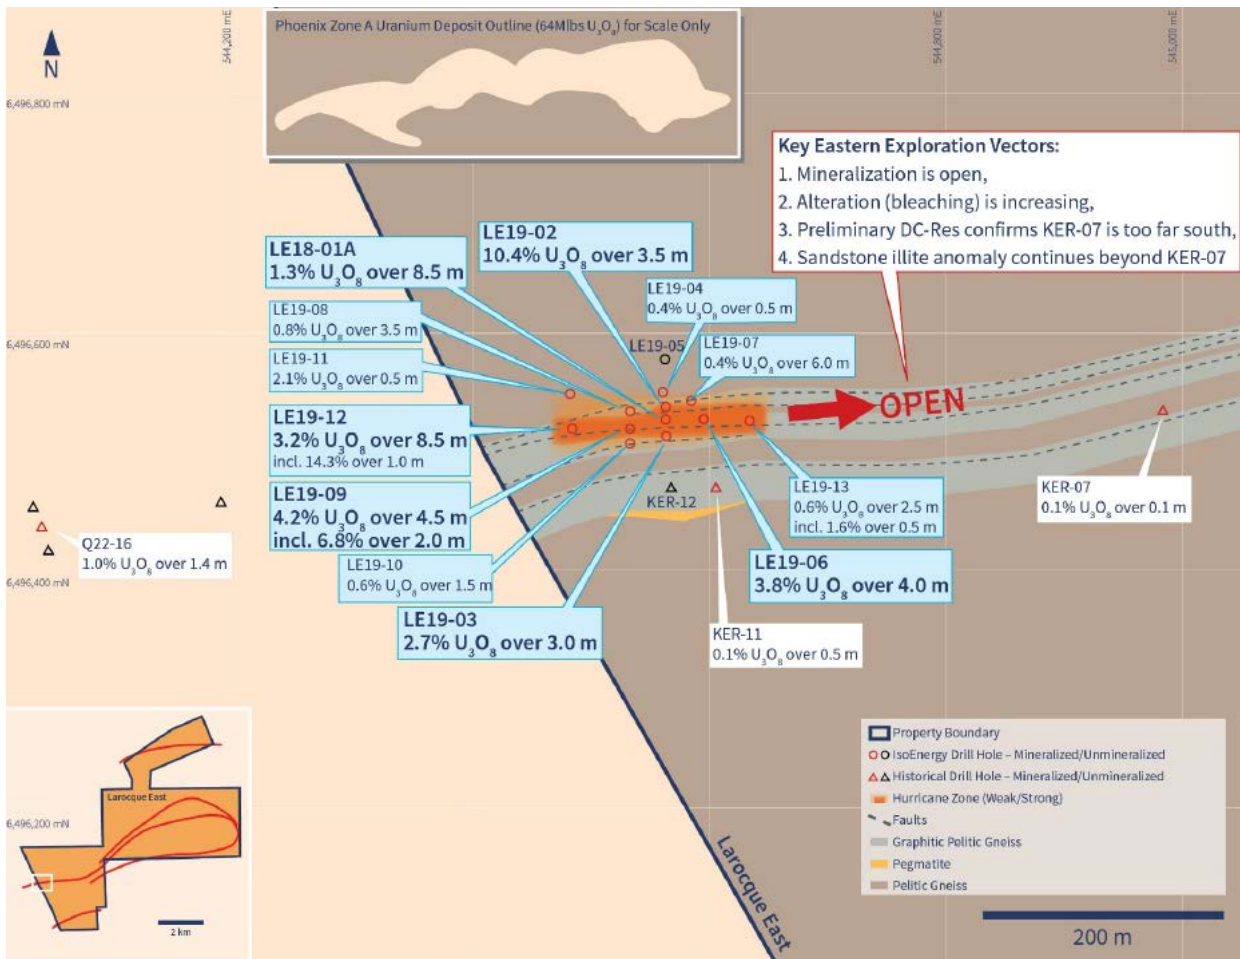 Phoenix Zone A Uranium Deposit Outline (64Mlbs U₃O₈) for Scale Only
544,200 mE
544,800 mE
545,000 mE
N
6,496,800 mN
Key Eastern Exploration Vectors:
1. Mineralization is open,
2. Alteration (bleaching) is increasing,
3. Preliminary DC-Res confirms KER-07 is too far south,
4. Sandstone illite anomaly continues beyond KER-07
LE18-01A
1.3% U₃O₈ over 8.5 m
LE19-02
10.4% U₃O₈ over 3.5 m
LE19-04
0.4% U₃O₈ over 0.5 m
LE19-08
0.8% U₃O₈ over 3.5 m
6,496,600 mN
LE19-05
LE19-07
0.4% U₃O₈ over 6.0 m
LE19-11
2.1% U₃O₈ over 0.5 m
OPEN
LE19-12
3.2% U₃O₈ over 8.5 m
incl. 14.3% over 1.0 m
LE19-09
4.2% U₃O₈ over 4.5 m
incl. 6.8% over 2.0 m
KER-12
LE19-13
0.6% U₃O₈ over 2.5 m
incl. 1.6% over 0.5 m
KER-07
0.1% U₃O₈ over 0.1 m
Q22-16
1.0% U₃O₈ over 1.4 m
LE19-10
0.6% U₃O₈ over 1.5 m
LE19-06
3.8% U₃O₈ over 4.0 m
6,496,400 mN
LE19-03
2.7% U₃O₈ over 3.0 m
KER-11
0.1% U₃O₈ over 0.5 m
Larocque East
6,496,200 mN
2 km
Larocque East
Property Boundary
IsoEnergy Drill Hole – Mineralized/Unmineralized
Historical Drill Hole – Mineralized/Unmineralized
Hurricane Zone (Weak/Strong)
Faults
Graphitic Pelitic Gneiss
Pegmatite
Pelitic Gneiss
200 m